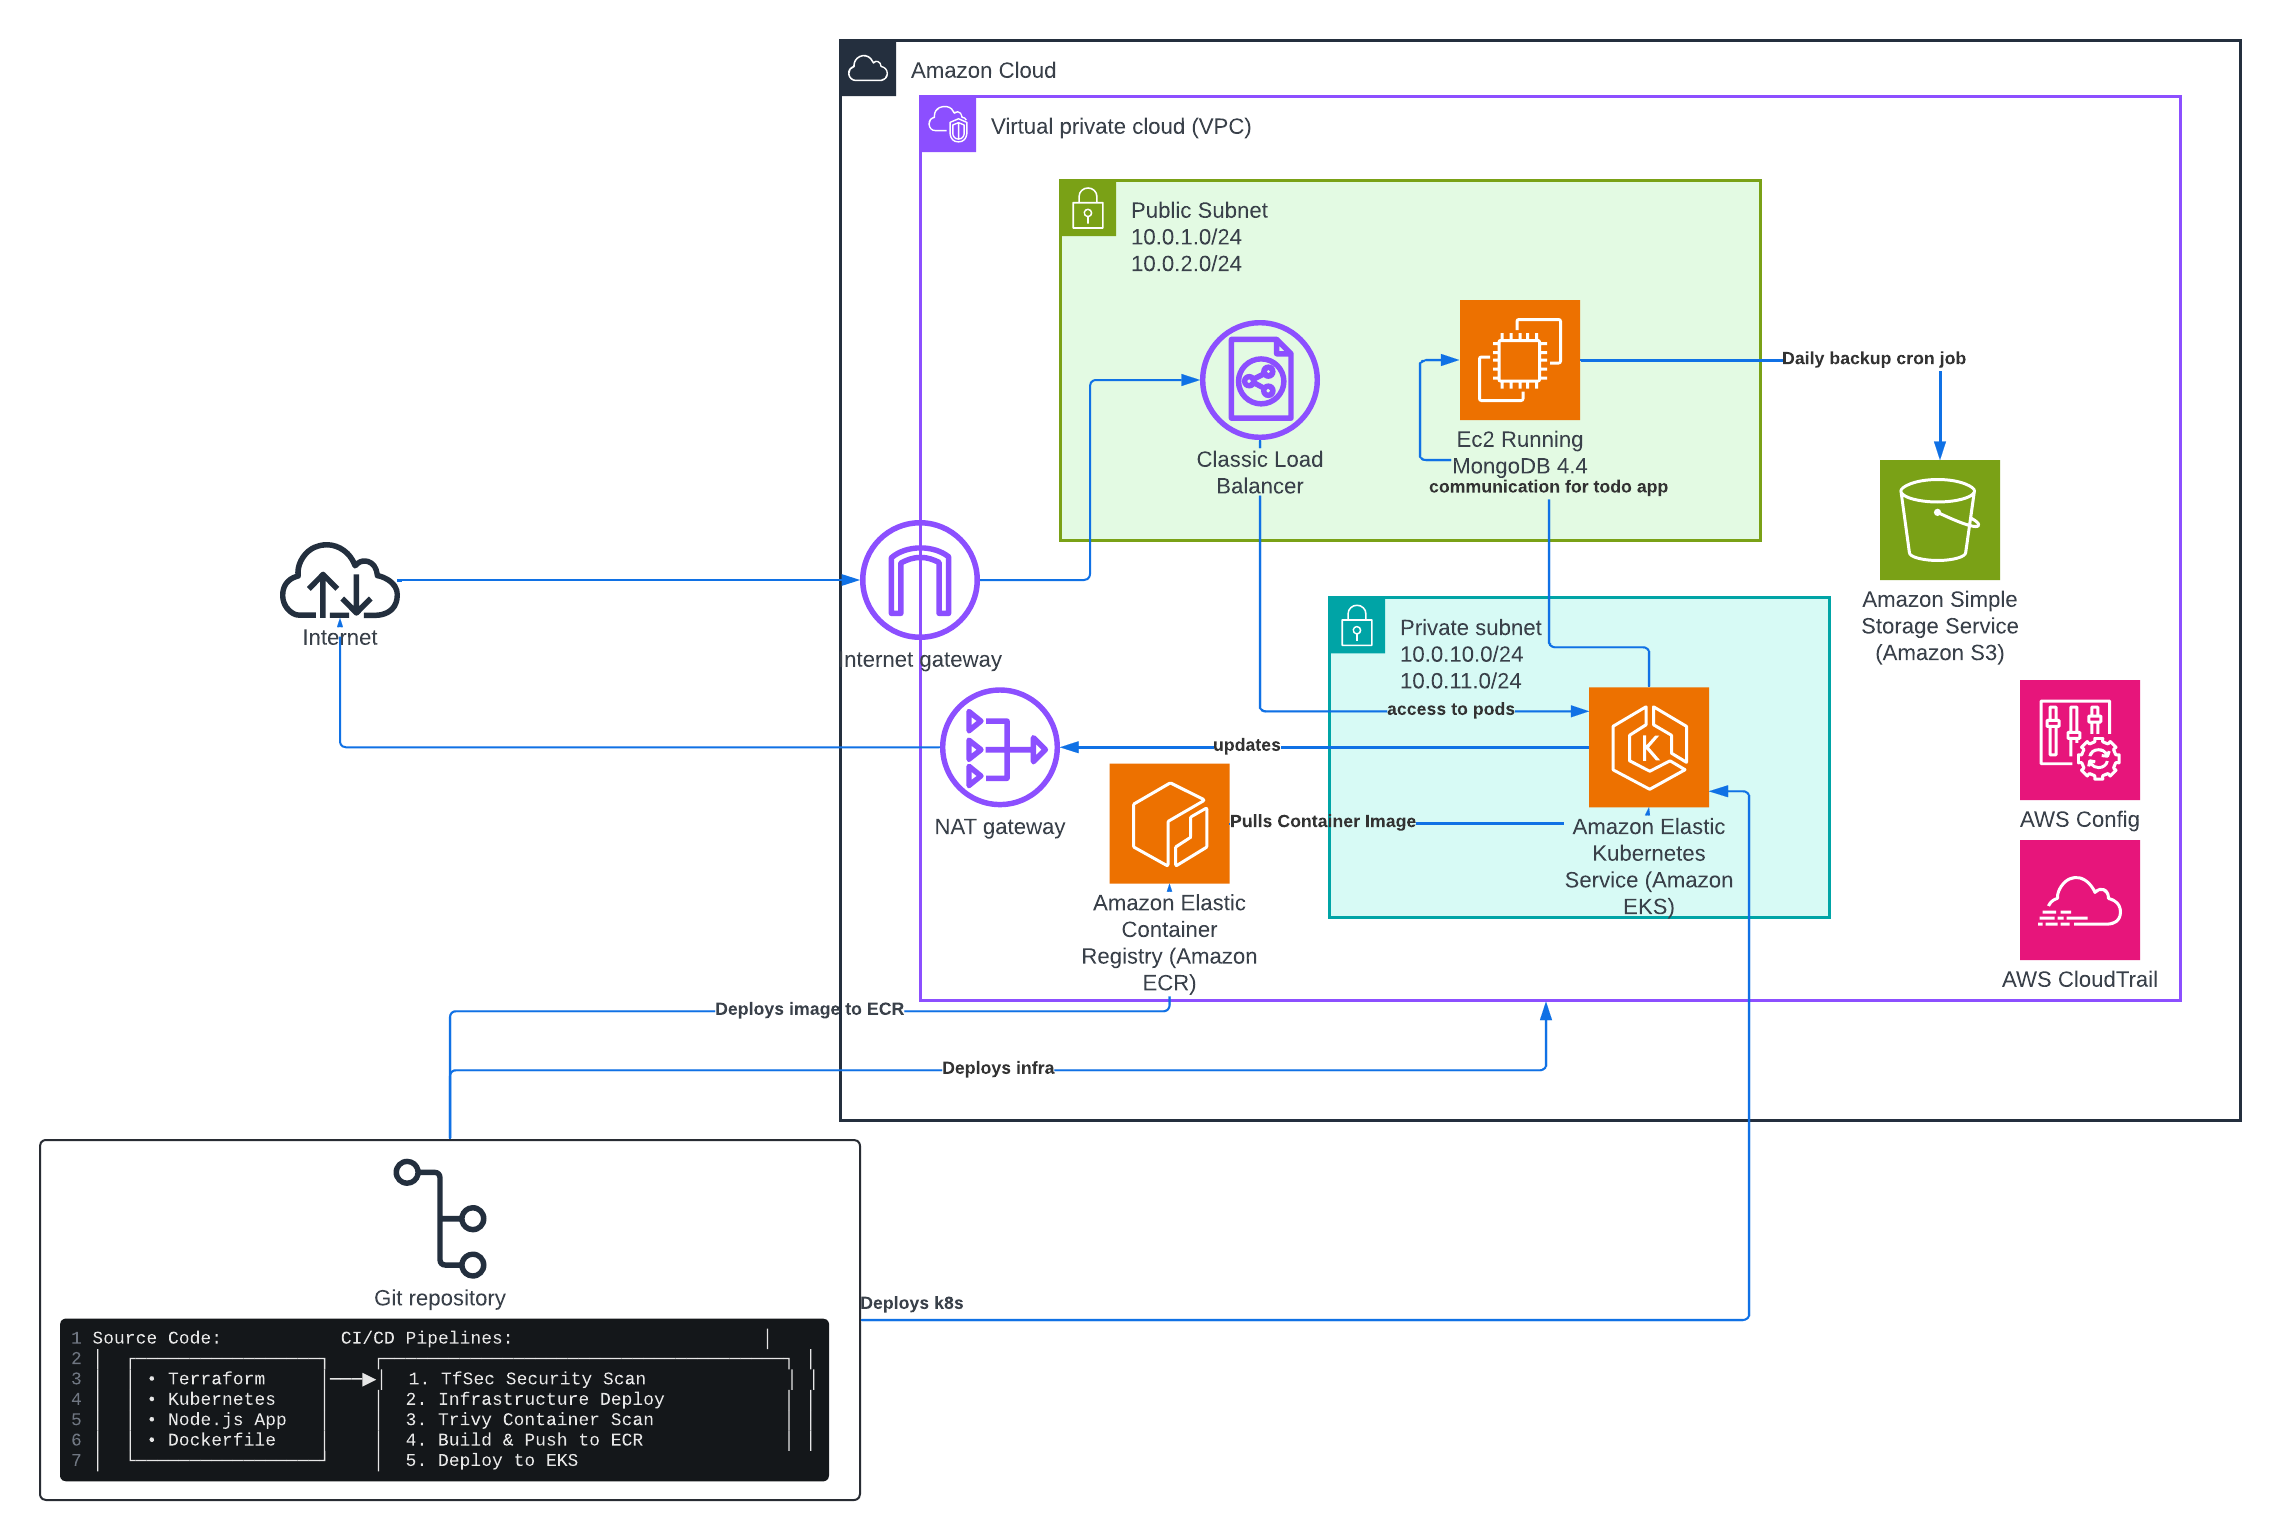 Amazon Cloud
Virtual private cloud (VPC)
Public Subnet
10.0.1.0/24
10.0.2.0/24
Daily backup cron job
Classic Load
Balancer
Ec2 Running
MongoDB 4.4
communication for todo app
Internet
nternet gateway
Amazon Simple
Storage Service
(Amazon S3)
Private subnet
10.0.10.0/24
10.0.11.0/24
access to pods
updates
K
NAT gateway
Pulls Container Image
Amazon Elastic
Kubernetes
Service (Amazon
EKS)
AWS Config
Amazon Elastic
Container
Registry (Amazon
ECR)
AWS CloudTrail
Deploys image to ECR
Deploys infra
Git repository
Deploys k8s
1 Source Code: CI/CD Pipelines:
2
3 • Terraform 1. TfSec Security Scan
4 • Kubernetes 2. Infrastructure Deploy
5 • Node.js App 3. Trivy Container Scan
6 • Dockerfile 4. Build & Push to ECR
7 5. Deploy to EKS